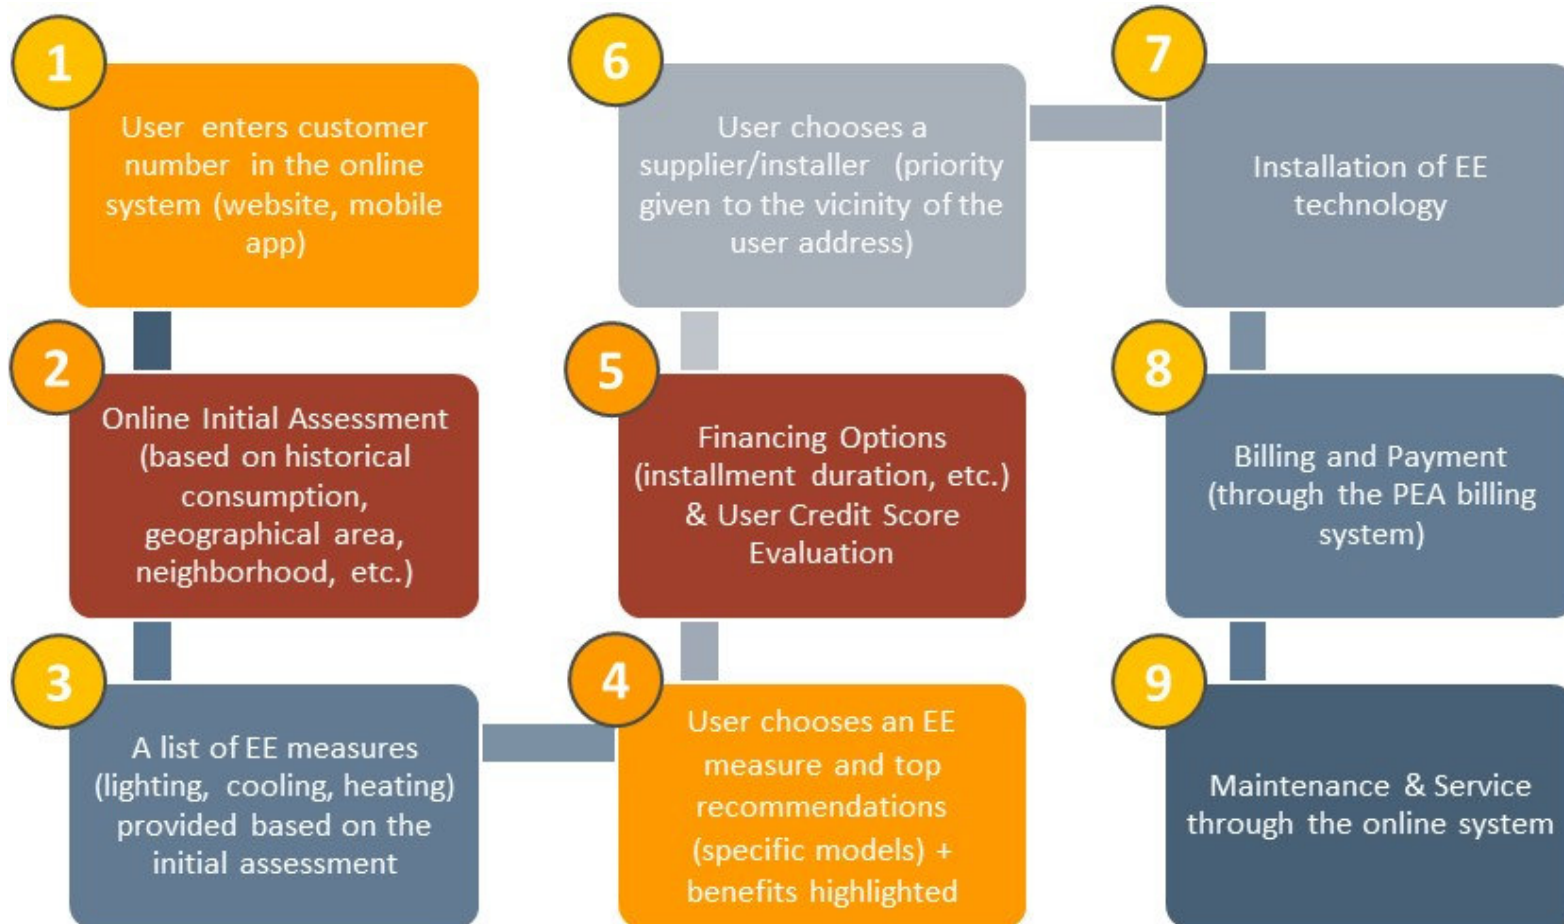 1
User enters customer
number in the online
system (website, mobile
app)
2
Online Initial Assessment
(based on historical
consumption,
geographical area,
neighborhood, etc.)
3
A list of EE measures
(lighting, cooling, heating)
provided based on the
initial assessment
4
User chooses an EE
measure and top
recommendations
(specific models) +
benefits highlighted
5
Financing Options
(installment duration, etc.)
& User Credit Score
Evaluation
6
User chooses a
supplier/installer (priority
given to the vicinity of the
user address)
7
Installation of EE
technology
8
Billing and Payment
(through the PEA billing
system)
9
Maintenance & Service
through the online system